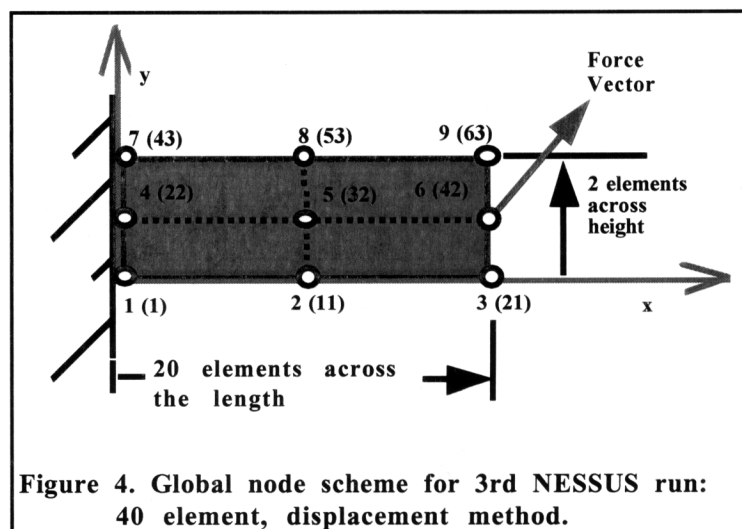 y
Force
Vector
7 (43)
8 (53)
9 (63)
4 (22)
5 (32)
6 (42)
2 elements
across
height
1 (1)
2 (11)
3 (21)
x
20 elements across
the length
Figure 4. Global node scheme for 3rd NESSUS run:
40 element, displacement method.